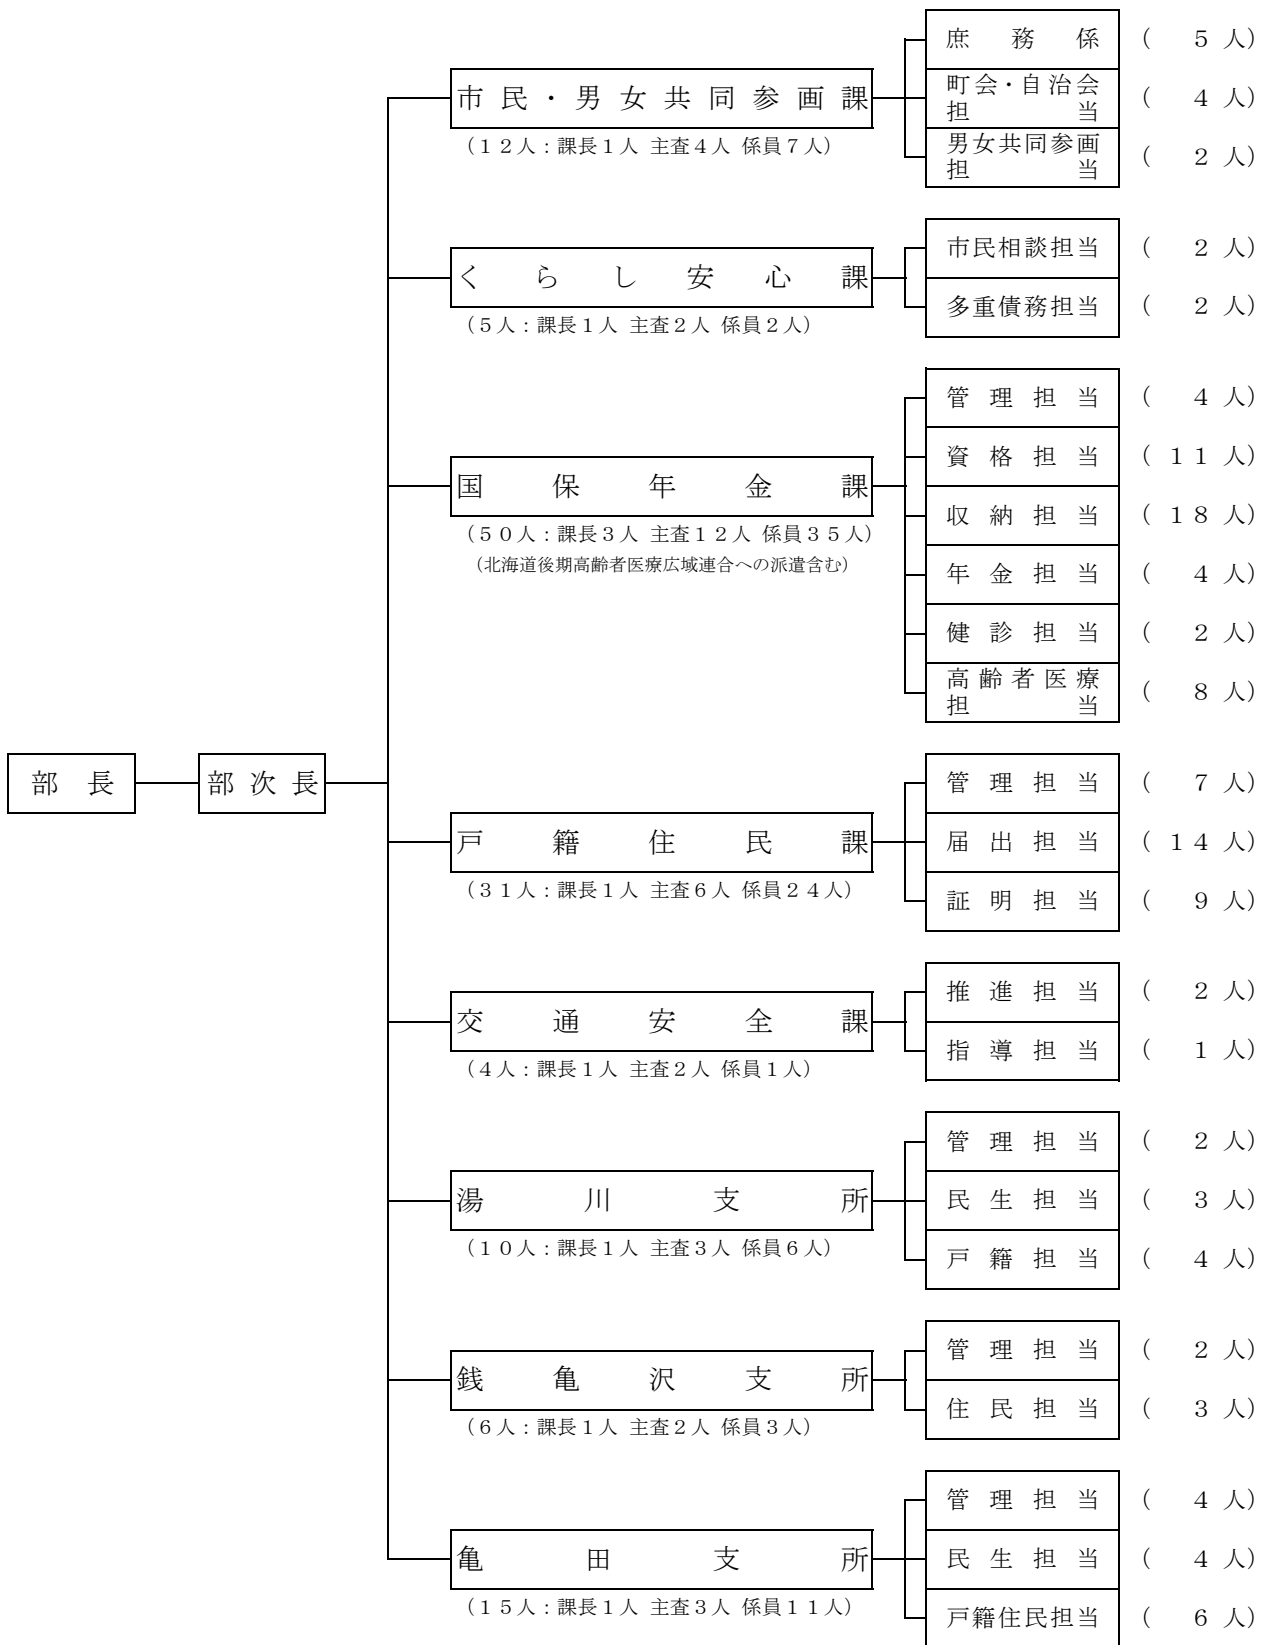 部長
部次長
市民・男女共同参画課
（１２人：課長１人 主査４人 係員７人）
庶務係 （ ５人）
町会・自治会
担当 （ ４人）
男女共同参画
担当 （ ２人）
くらし安心課
（５人：課長１人 主査２人 係員２人）
市民相談担当 （ ２人）
多重債務担当 （ ２人）
国保年金課
（５０人：課長３人 主査１２人 係員３５人）
（北海道後期高齢者医療広域連合への派遣含む）
管理担当 （ ４人）
資格担当 （１１人）
収納担当 （１８人）
年金担当 （ ４人）
健診担当 （ ２人）
高齢者医療
担当 （ ８人）
戸籍住民課
（３１人：課長１人 主査６人 係員２４人）
管理担当 （ ７人）
届出担当 （１４人）
証明担当 （ ９人）
交通安全課
（４人：課長１人 主査２人 係員１人）
推進担当 （ ２人）
指導担当 （ １人）
湯川支所
（１０人：課長１人 主査３人 係員６人）
管理担当 （ ２人）
民生担当 （ ３人）
戸籍担当 （ ４人）
銭亀沢支所
（６人：課長１人 主査２人 係員３人）
管理担当 （ ２人）
住民担当 （ ３人）
亀田支所
（１５人：課長１人 主査３人 係員１１人）
管理担当 （ ４人）
民生担当 （ ４人）
戸籍住民担当 （ ６人）